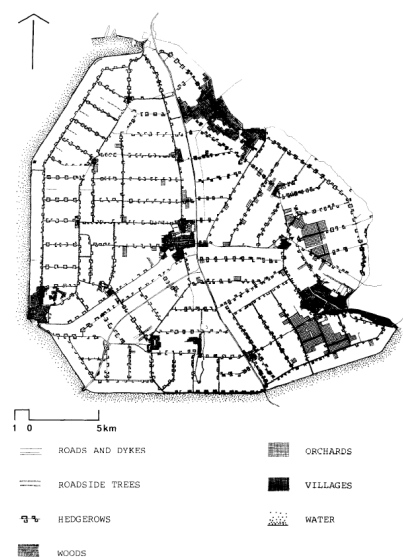 1 0 5km
ROADS AND DYKES
ROADSIDE TREES
HEDGEROWS
WOODS
ORCHARDS
VILLAGES
WATER